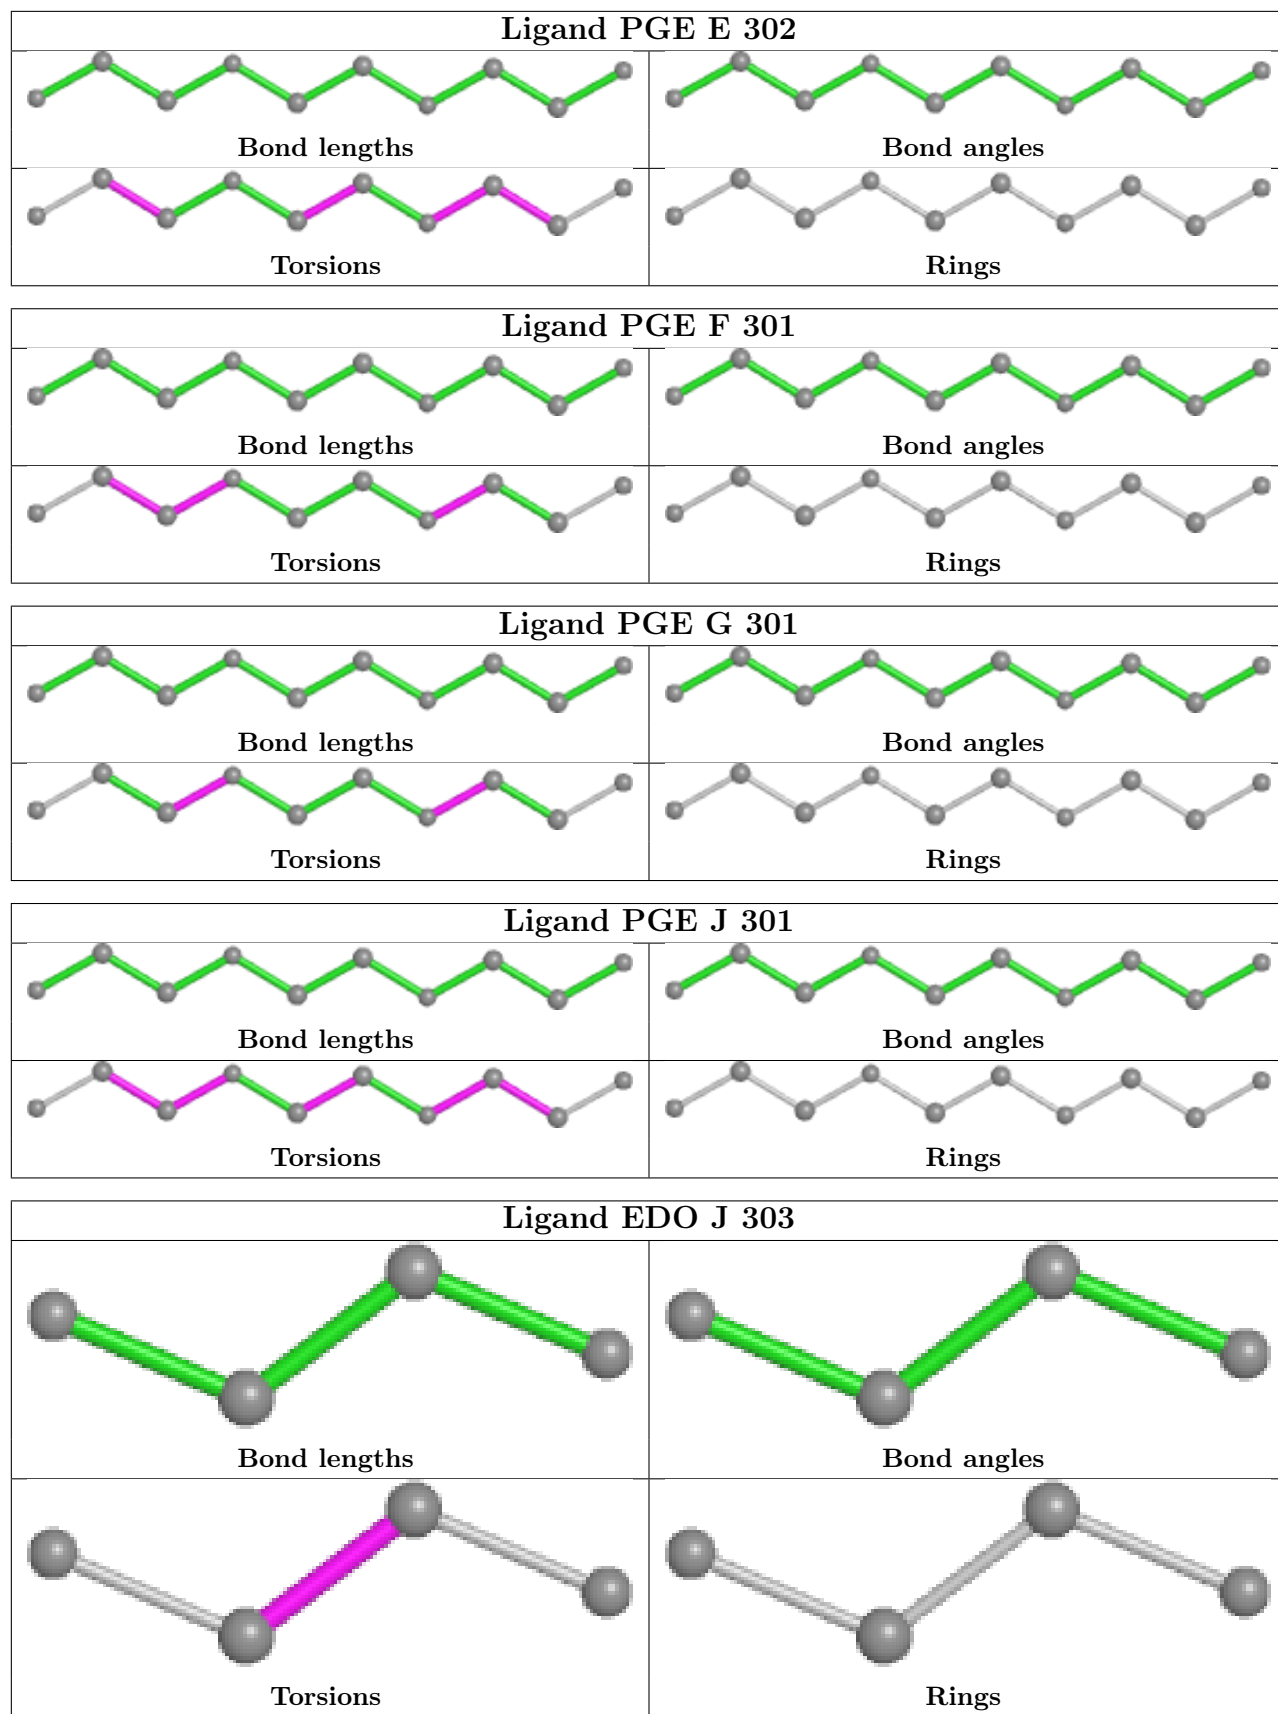 Ligand PGE E 302
Bond lengths Bond angles
Torsions Rings
Ligand PGE F 301
Bond lengths Bond angles
Torsions Rings
Ligand PGE G 301
Bond lengths Bond angles
Torsions Rings
Ligand PGE J 301
Bond lengths Bond angles
Torsions Rings
Ligand EDO J 303
Bond lengths Bond angles
Torsions Rings